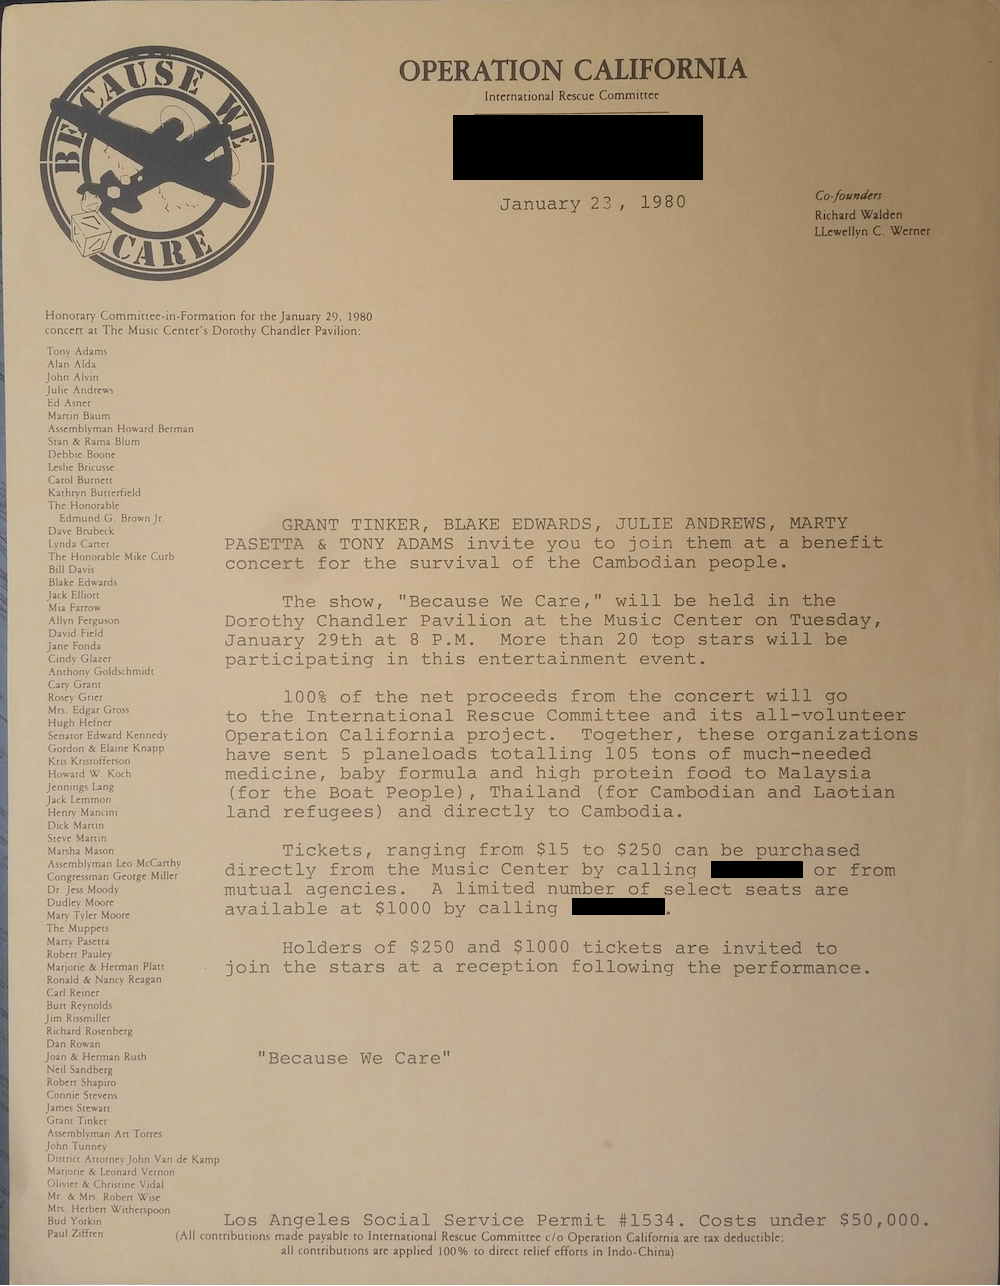 BECAUSE WE
CARE
OPERATION CALIFORNIA
International Rescue Committee
January 23, 1980
Co-founders
Richard Walden
LLewellyn C. Werner
Honorary Committee-in-Formation for the January 29, 1980
concert at The Music Center's Dorothy Chandler Pavilion:
Tony Adams
Alan Alda
John Alvin
Julie Andrews
Ed Asner
Martin Baum
Assemblyman Howard Berman
Stan & Rama Blum
Debbie Boone
Leslie Bricusse
Carol Burnett
Kathryn Butterfield
The Honorable
Edmund G. Brown Jr.
Dave Brubeck
Lynda Carter
The Honorable Mike Curb
Bill Davis
Blake Edwards
Jack Elliott
Mia Farrow
Allyn Ferguson
David Field
Jane Fonda
Cindy Glazer
Anthony Goldschmidt
Cary Grant
Rosey Grier
Mrs. Edgar Gross
Hugh Hefner
Senator Edward Kennedy
Gordon & Elaine Knapp
Kris Kristofferson
Howard W. Koch
Jennings Lang
Jack Lemmon
Henry Mancini
Dick Martin
Steve Martin
Marsha Mason
Assemblyman Leo McCarthy
Congressman George Miller
Dr. Jess Moody
Dudley Moore
Mary Tyler Moore
The Muppets
Marty Pasetta
Robert Pauley
Marjorie & Herman Platt
Ronald & Nancy Reagan
Carl Reiner
Burt Reynolds
Jim Rissmiller
Richard Rosenberg
Dan Rowan
Joan & Herman Rush
Neil Sandberg
Robert Shapiro
Connie Stevens
James Stewart
Grant Tinker
Assemblyman Art Torres
John Tunney
District Attorney John Van de Kamp
Marjorie & Leonard Vernon
Olivier & Christine Vidal
Mr. & Mrs. Robert Wise
Mrs. Herbert Witherspoon
Bud Yorkin
Paul Ziffren
GRANT TINKER, BLAKE EDWARDS, JULIE ANDREWS, MARTY
PASETTA & TONY ADAMS invite you to join them at a benefit
concert for the survival of the Cambodian people.
The show, "Because We Care," will be held in the
Dorothy Chandler Pavilion at the Music Center on Tuesday,
January 29th at 8 P.M. More than 20 top stars will be
participating in this entertainment event.
100% of the net proceeds from the concert will go
to the International Rescue Committee and its all-volunteer
Operation California project. Together, these organizations
have sent 5 planeloads totalling 105 tons of much-needed
medicine, baby formula and high protein food to Malaysia
(for the Boat People), Thailand (for Cambodian and Laotian
land refugees) and directly to Cambodia.
Tickets, ranging from $15 to $250 can be purchased
directly from the Music Center by calling or from
mutual agencies. A limited number of select seats are
available at $1000 by calling .
Holders of $250 and $1000 tickets are invited to
join the stars at a reception following the performance.
"Because We Care"
Los Angeles Social Service Permit #1534. Costs under $50,000.
(All contributions made payable to International Rescue Committee c/o Operation California are tax deductible;
all contributions are applied 100% to direct relief efforts in Indo-China)